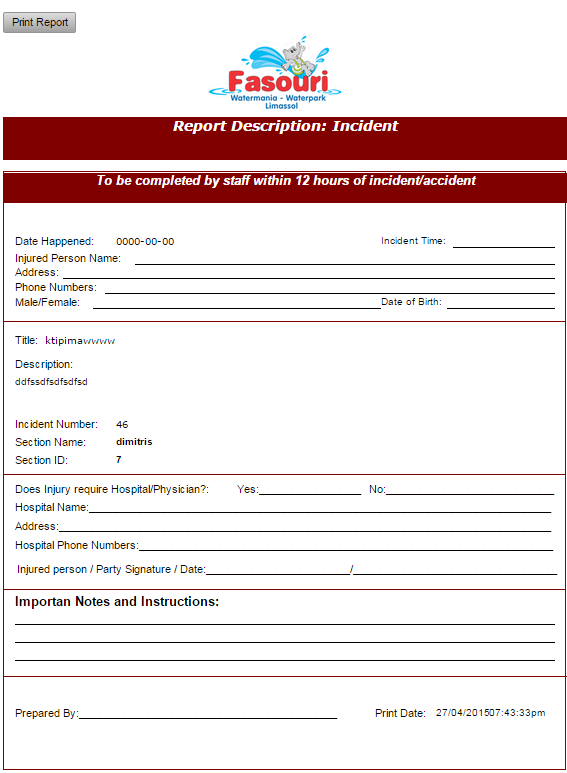 Print Report
Fasouri
Watermania - Waterpark
Limassol
Report Description: Incident
To be completed by staff within 12 hours of incident/accident
Date Happened: 0000-00-00 Incident Time:
Injured Person Name:
Address:
Phone Numbers:
Male/Female: Date of Birth:
Title: ktipimawwww
Description:
ddfssdfsdfsdfsd
Incident Number: 46
Section Name: dimitris
Section ID: 7
Does Injury require Hospital/Physician?: Yes: No:
Hospital Name:
Address:
Hospital Phone Numbers:
Injured person / Party Signature / Date: /
Importan Notes and Instructions:
Prepared By: Print Date: 27/04/201507:43:33pm